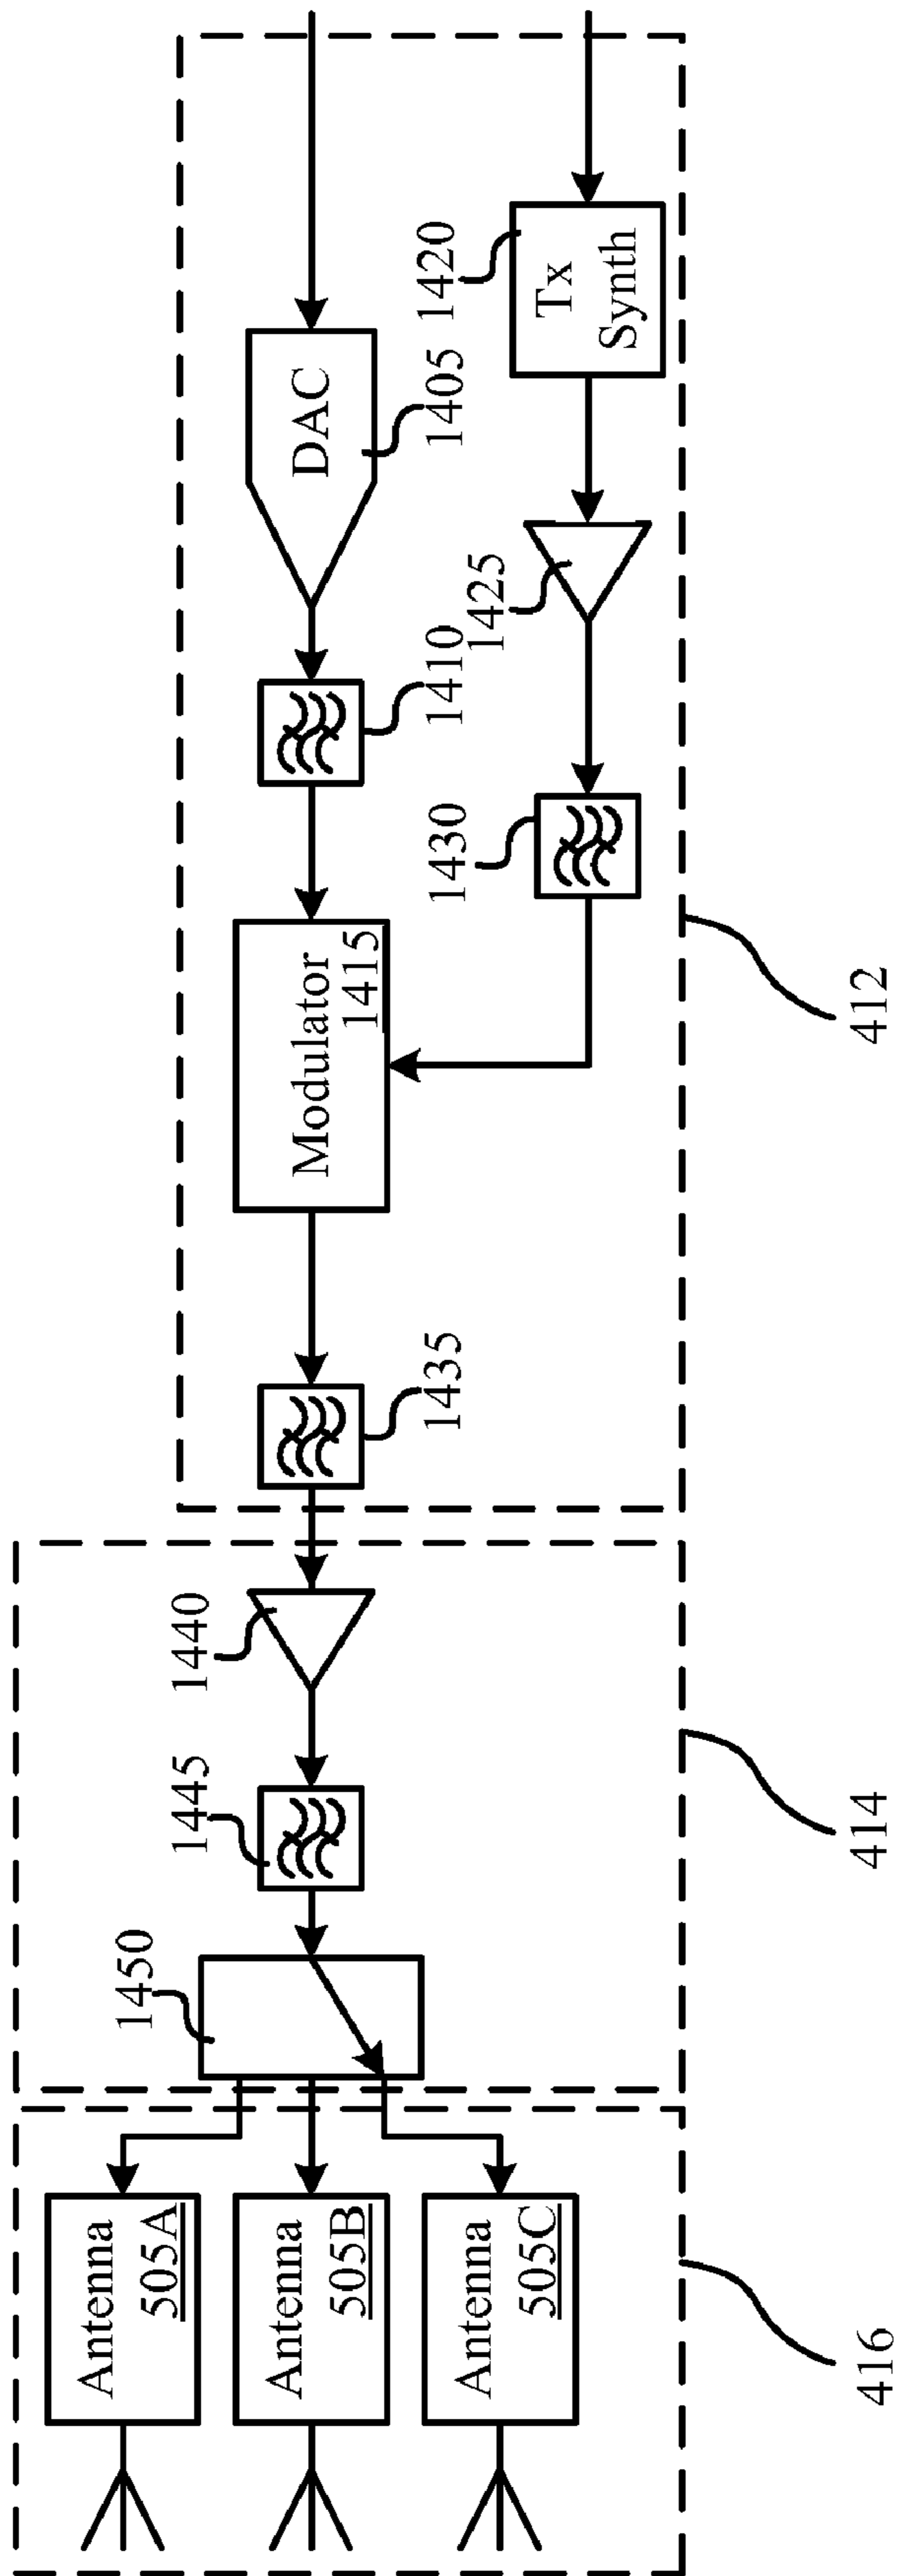 Antenna
505A
Antenna
505B
Antenna
505C
1450
1445
1440
1435
Modulator
1415
1410
DAC
1405
1430
1425
Tx
Synth
1420
416
414
412